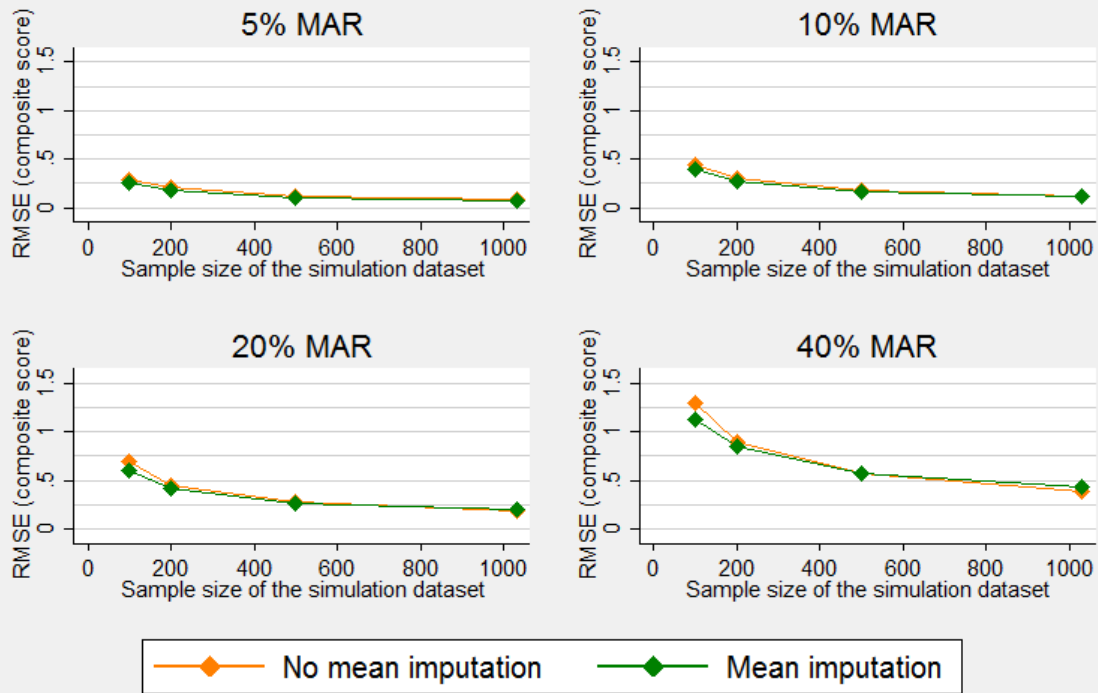 5% MAR
10% MAR
RMSE (composite score)
1.5
1
.5
0
0 200 400 600 800 1000
Sample size of the simulation dataset
RMSE (composite score)
1.5
1
.5
0
0 200 400 600 800 1000
Sample size of the simulation dataset
20% MAR
40% MAR
RMSE (composite score)
1.5
1
.5
0
0 200 400 600 800 1000
Sample size of the simulation dataset
RMSE (composite score)
1.5
1
.5
0
0 200 400 600 800 1000
Sample size of the simulation dataset
No mean imputation
Mean imputation